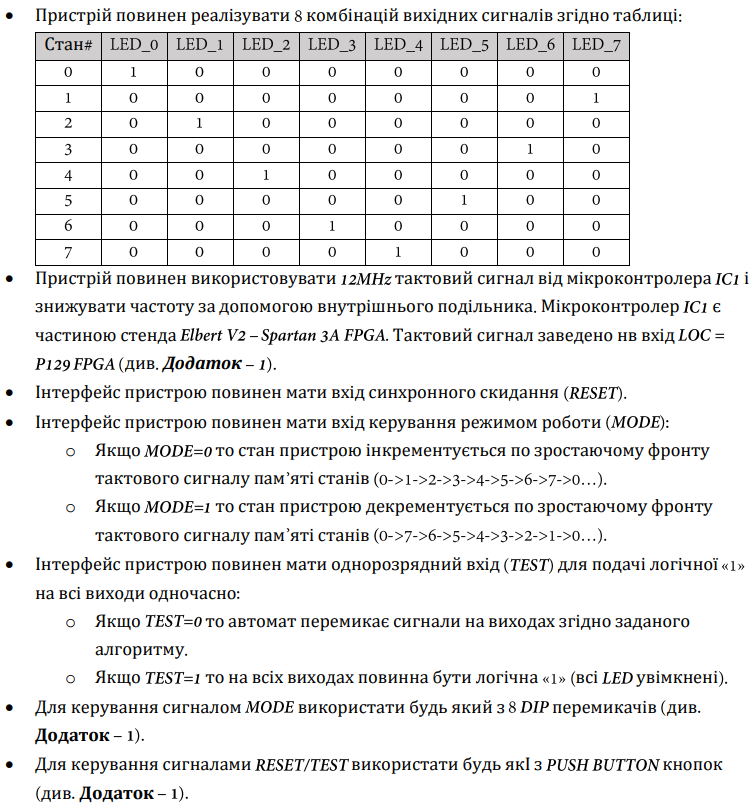 • Пристрій повинен реалізувати 8 комбінацій вихідних сигналів згідно таблиці:
Стан# LED_0 LED_1 LED_2 LED_3 LED_4 LED_5 LED_6 LED_7
0 1 0 0 0 0 0 0 0
1 0 0 0 0 0 0 0 1
2 0 1 0 0 0 0 0 0
3 0 0 0 0 0 0 1 0
4 0 0 1 0 0 0 0 0
5 0 0 0 0 0 1 0 0
6 0 0 0 1 0 0 0 0
7 0 0 0 0 1 0 0 0
• Пристрій повинен використовувати 12MHz тактовий сигнал від мікроконтролера IC1 і
знижувати частоту за допомогою внутрішнього подільника. Мікроконтролер IC1 є
частиною стенда Elbert V2 – Spartan 3A FPGA. Тактовий сигнал заведено нв вхід LOC =
P129 FPGA (див. Додаток – 1).
• Інтерфейс пристрою повинен мати вхід синхронного скидання (RESET).
• Інтерфейс пристрою повинен мати вхід керування режимом роботи (MODE):
o Якщо MODE=0 то стан пристрою інкрементується по зростаючому фронту
тактового сигналу пам’яті станів (0->1->2->3->4->5->6->7->0...).
o Якщо MODE=1 то стан пристрою декрементується по зростаючому фронту
тактового сигналу пам’яті станів (0->7->6->5->4->3->2->1->0...).
• Інтерфейс пристрою повинен мати однорозрядний вхід (TEST) для подачі логічної «1»
на всі виходи одночасно:
o Якщо TEST=0 то автомат перемикає сигнали на виходах згідно заданого
алгоритму.
o Якщо TEST=1 то на всіх виходах повинна бути логічна «1» (всі LED увімкнені).
• Для керування сигналом MODE використати будь який з 8 DIP перемикачів (див.
Додаток – 1).
• Для керування сигналами RESET/TEST використати будь якІ з PUSH BUTTON кнопок
(див. Додаток – 1).